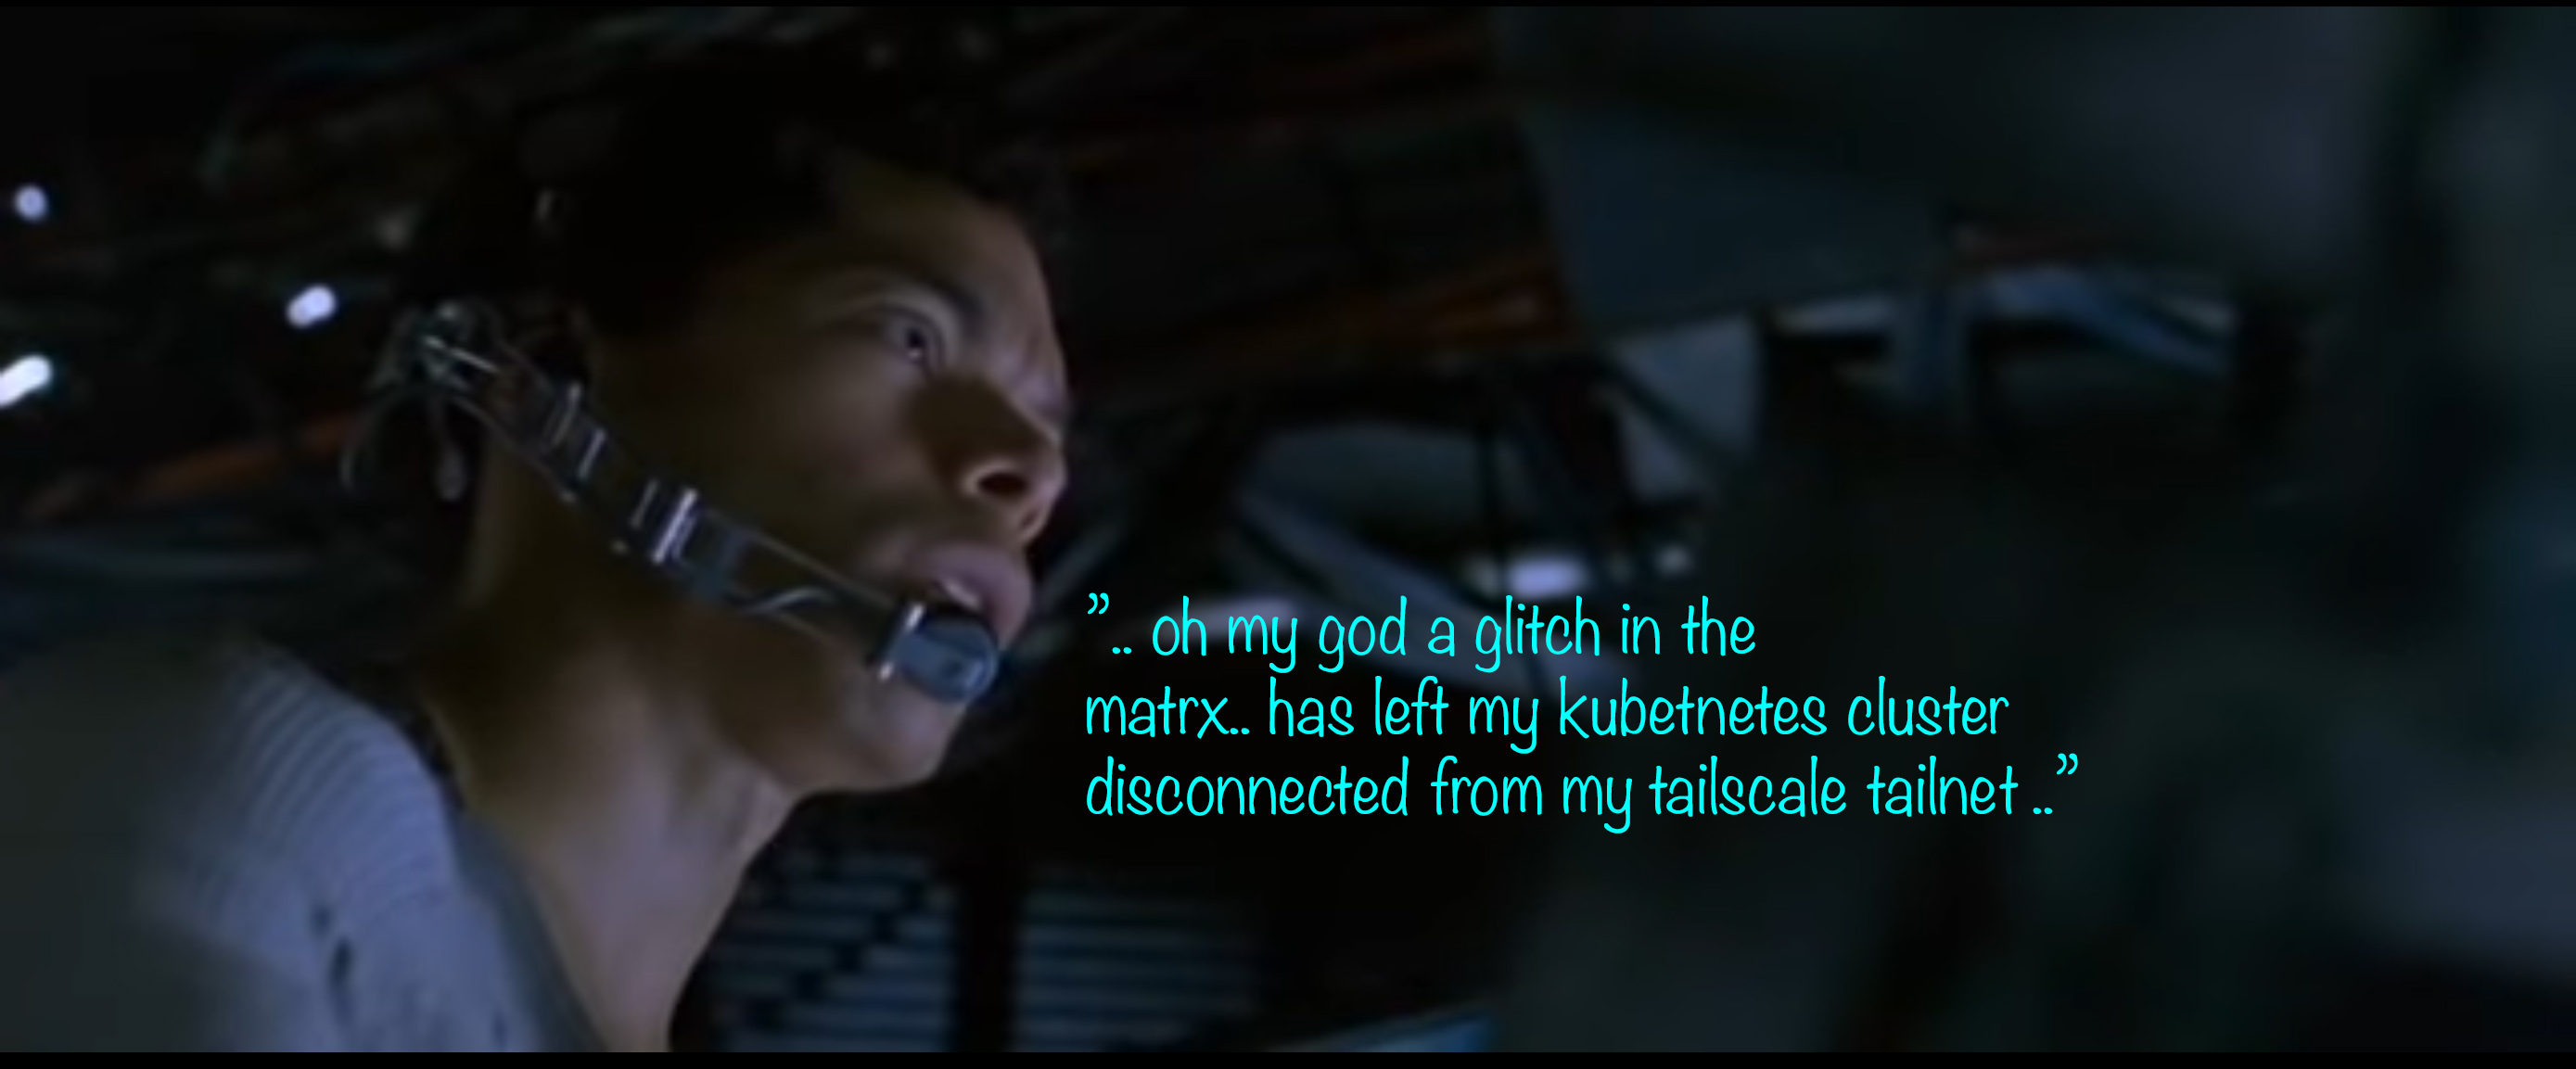 ".. oh my god a glitch in the
matrx.. has left my kubetnetes cluster
disconnected from my tailscale tailnet .."